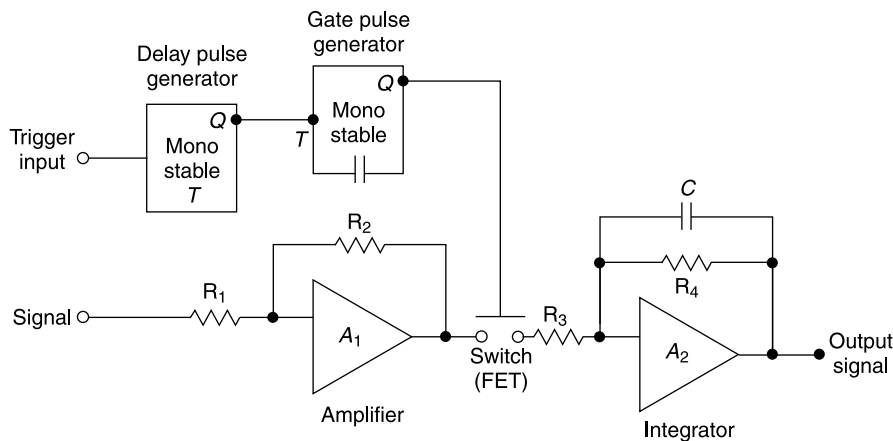 Gate pulse
generator
Delay pulse
generator
Q
Q
Mono
stable
T
Trigger
input
Mono
stable
T
C
R2
R4
R1
R3
Signal
A1
A2
Switch
(FET)
Output
signal
Amplifier
Integrator